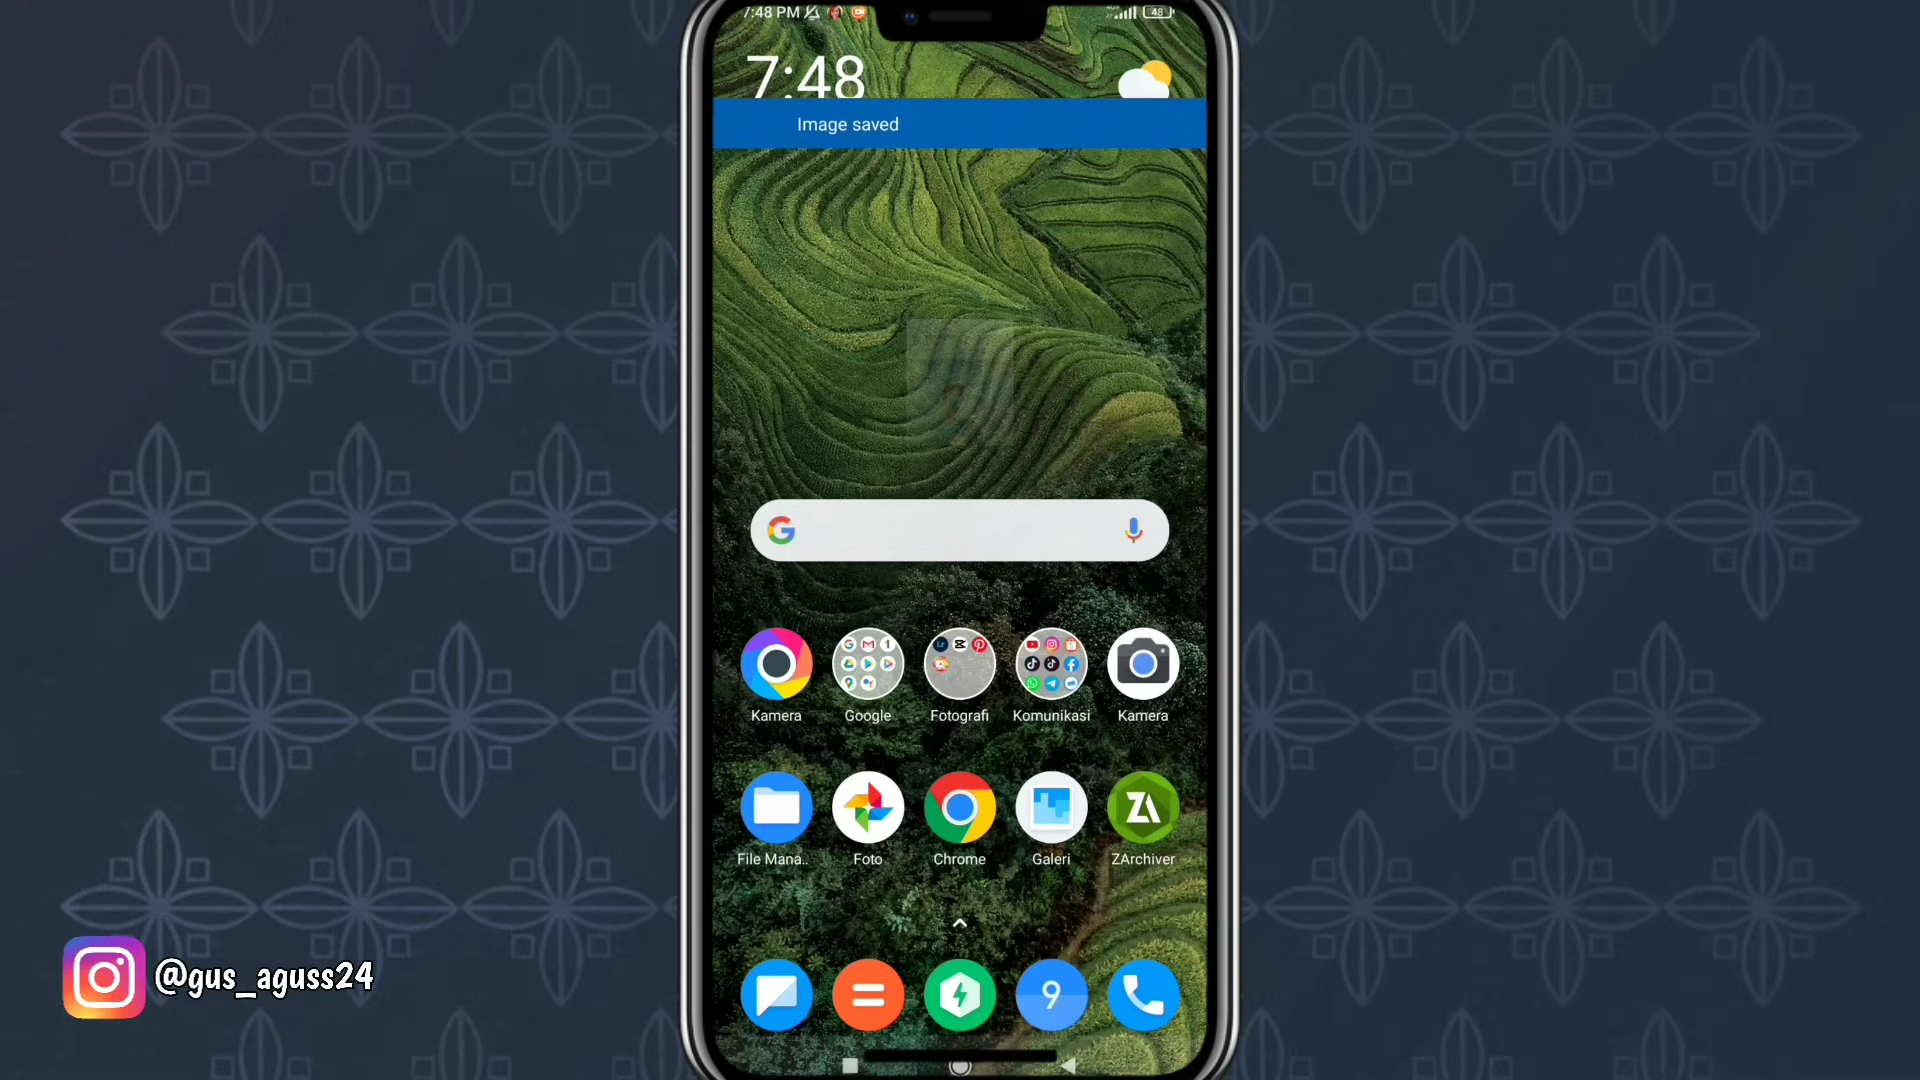 7:48 PM
48
7:48
Image saved
Kamera
Google
Fotografi
Komunikasi
Kamera
File Mana..
Foto
Chrome
Galeri
ZArchiver
9
@gus_aguss24